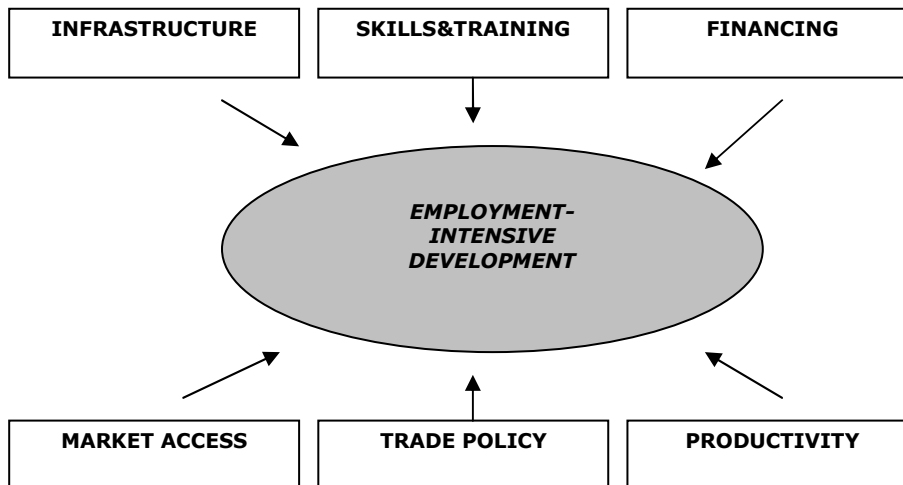 INFRASTRUCTURE
SKILLS&TRAINING
FINANCING
EMPLOYMENT-
INTENSIVE
DEVELOPMENT
MARKET ACCESS
TRADE POLICY
PRODUCTIVITY